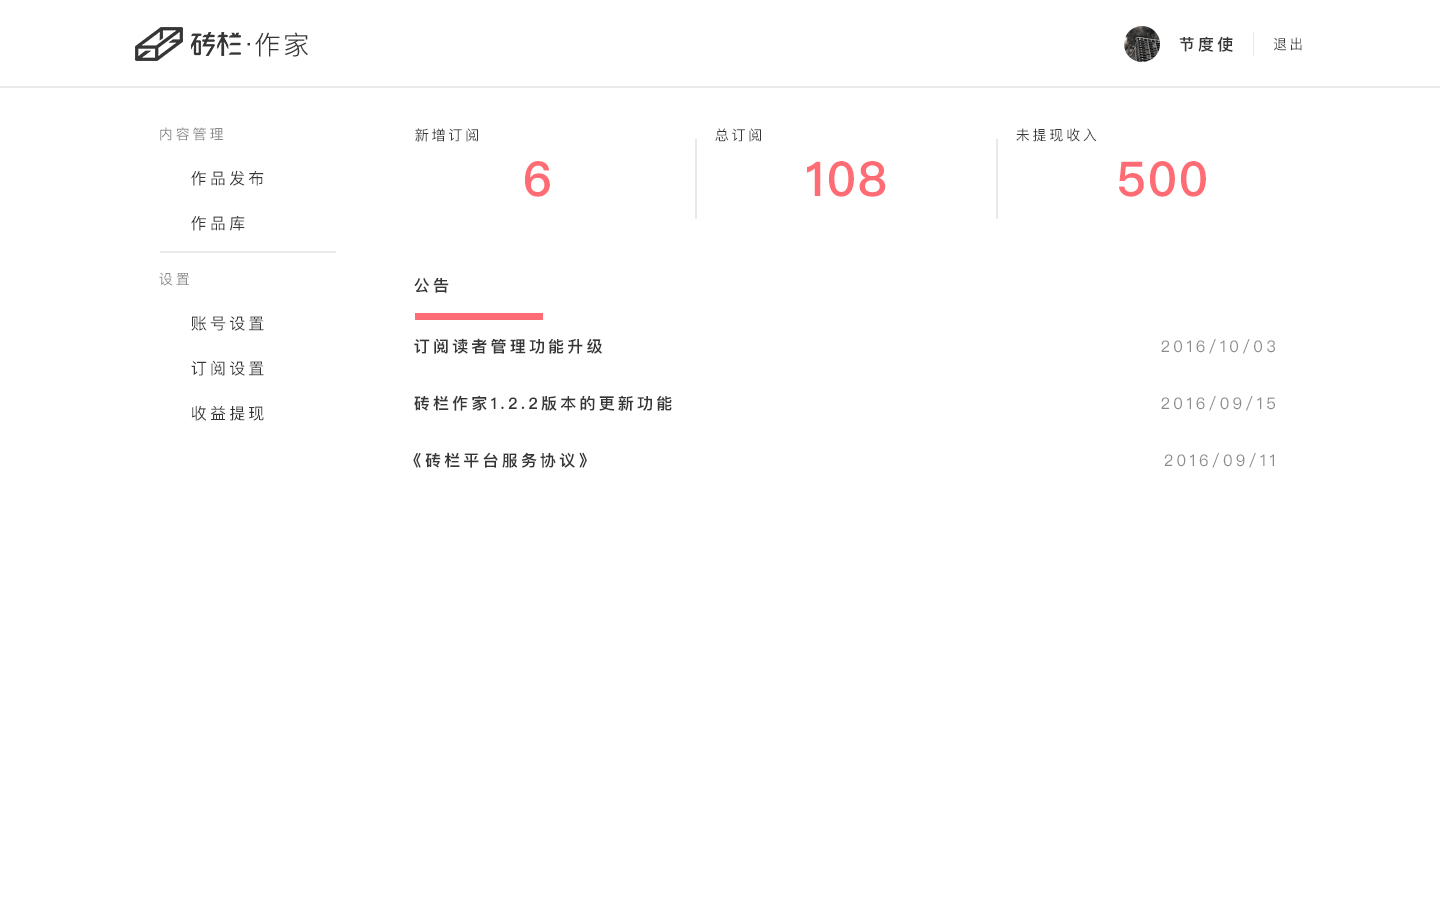 砖栏·作家
节度使
退出
内容管理
作品发布
作品库
设置
账号设置
订阅设置
收益提现
新增订阅
6
总订阅
108
未提现收入
500
公告
订阅读者管理功能升级 2016/10/03
砖栏作家1.2.2版本的更新功能 2016/09/15
《砖栏平台服务协议》 2016/09/11